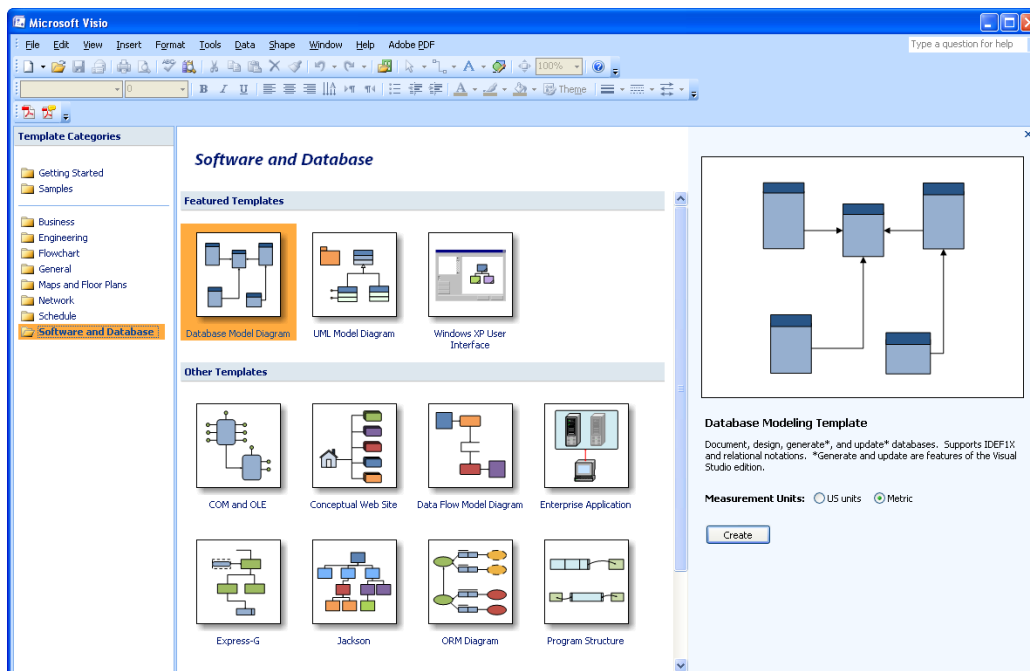 Microsoft Visio
File Edit View Insert Format Tools Data Shape Window Help Adobe PDF
Type a question for help
100%
0
B I U
Theme
Template Categories
Getting Started
Samples
Business
Engineering
Flowchart
General
Maps and Floor Plans
Network
Schedule
Software and Database
Software and Database
Featured Templates
Database Model Diagram
UML Model Diagram
Windows XP User
Interface
Other Templates
COM and OLE
Conceptual Web Site
Data Flow Model Diagram
Enterprise Application
Express-G
Jackson
ORM Diagram
Program Structure
Database Modeling Template
Document, design, generate*, and update* databases. Supports IDEF1X
and relational notations. *Generate and update are features of the Visual
Studio edition.
Measurement Units: US units Metric
Create